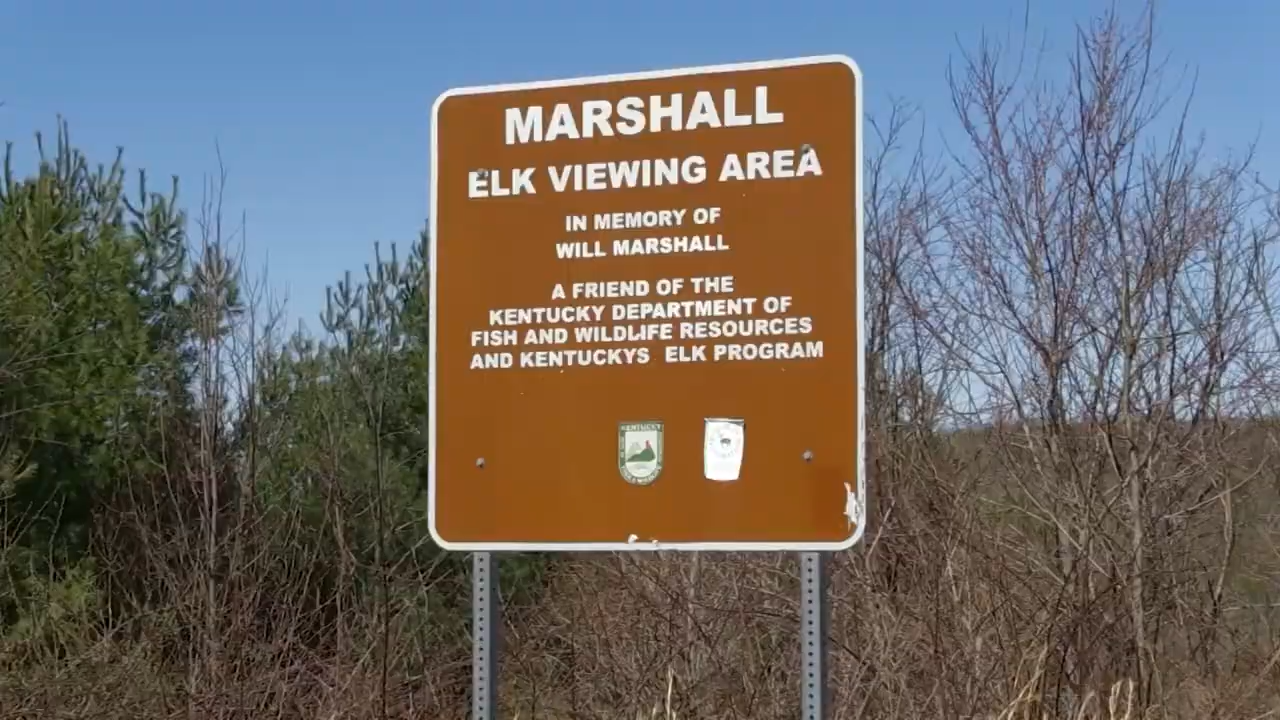 MARSHALL
ELK VIEWING AREA
IN MEMORY OF
WILL MARSHALL
A FRIEND OF THE
KENTUCKY DEPARTMENT OF
FISH AND WILDLIFE RESOURCES
AND KENTUCKYS ELK PROGRAM
KENTUCKY